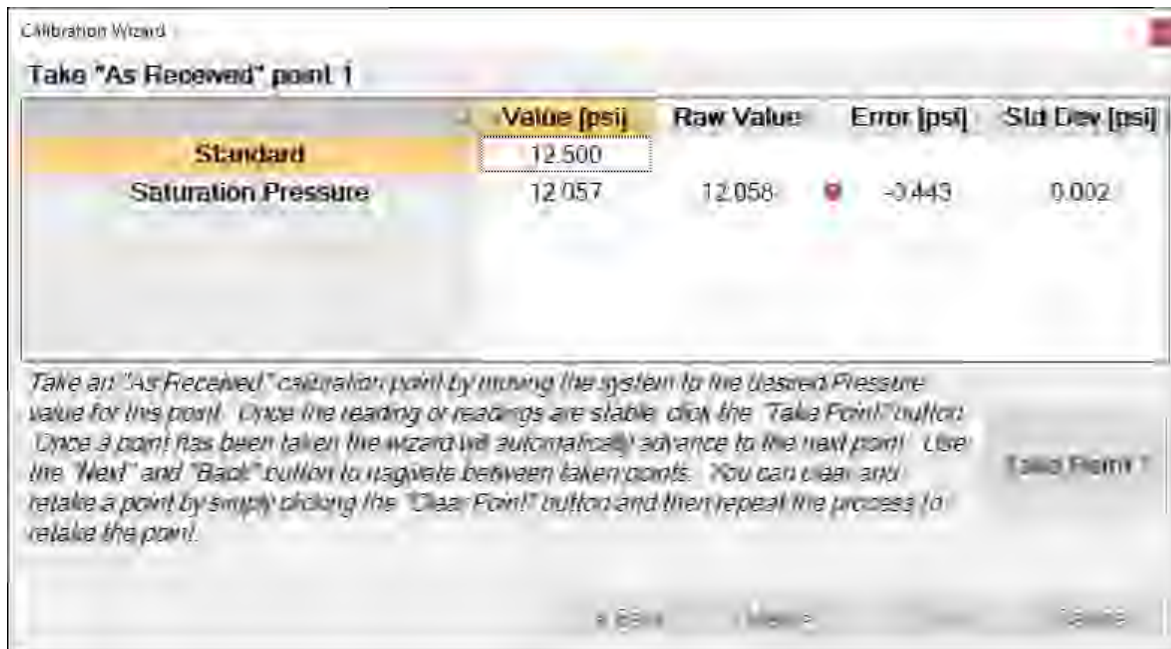 Calibration Wizard
Take "As Received" point 1
Value [psi] Raw Value Error [psi] Std Dev [psi]
Standard 12.500
Saturation Pressure 12.057 12.058 -0.443 0.002
Take an "As Received" calibration point by moving the system to the desired Pressure
value for this point. Once the reading or readings are stable, click the "Take Point" button.
Once a point has been taken the wizard will automatically advance to the next point. Use
the "Next" and "Back" button to nagivate between taken points. You can clear and
retake a point by simply clicking the "Clear Point" button and then repeat the process to
retake the point.
Take Point 1
< Back